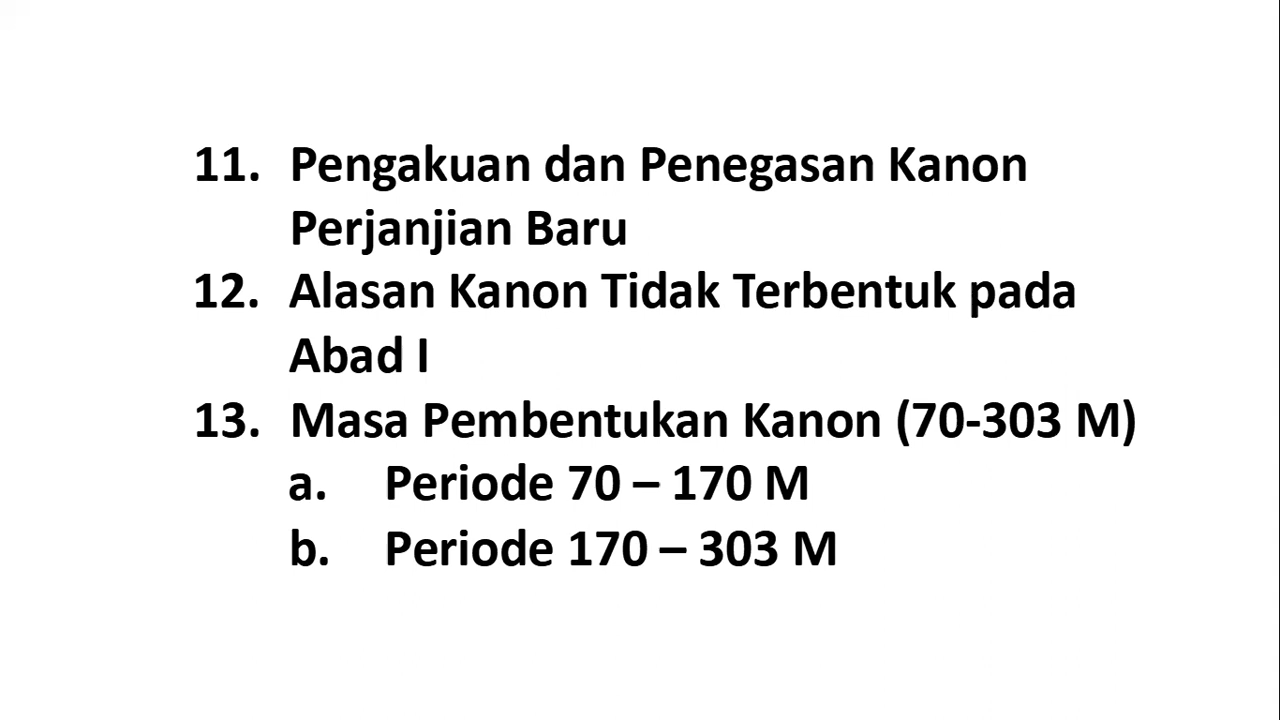 11. Pengakuan dan Penegasan Kanon
Perjanjian Baru
12. Alasan Kanon Tidak Terbentuk pada
Abad I
13. Masa Pembentukan Kanon (70-303 M)
a. Periode 70 – 170 M
b. Periode 170 – 303 M